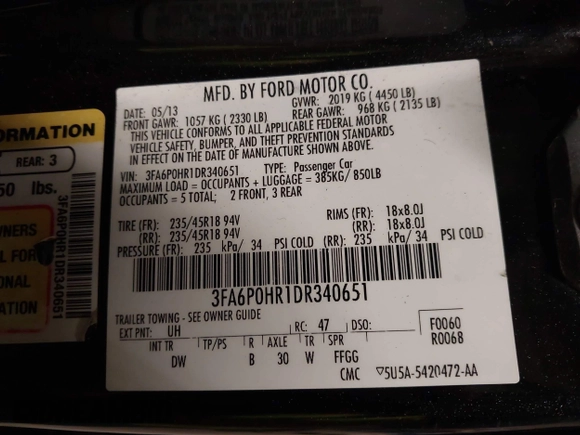 MFD. BY FORD MOTOR CO.
DATE: 05/13 GVWR: 2019 KG ( 4450 LB)
FRONT GAWR: 1057 KG ( 2330 LB) REAR GAWR: 968 KG ( 2135 LB)
THIS VEHICLE CONFORMS TO ALL APPLICABLE FEDERAL MOTOR
VEHICLE SAFETY, BUMPER, AND THEFT PREVENTION STANDARDS
IN EFFECT ON THE DATE OF MANUFACTURE SHOWN ABOVE.
VIN: 3FA6P0HR1DR340651 TYPE: Passenger Car
MAXIMUM LOAD = OCCUPANTS + LUGGAGE = 385KG/ 850LB
OCCUPANTS = 5 TOTAL; 2 FRONT, 3 REAR
TIRE (FR): 235/45R18 94V RIMS (FR): 18x8.0J
(RR): 235/45R18 94V (RR): 18x8.0J
PRESSURE (FR): 235 kPa/ 34 PSI COLD (RR): 235 kPa/ 34 PSI COLD
3FA6P0HR1DR340651
TRAILER TOWING - SEE OWNER GUIDE
EXT PNT: UH RC: 47 DSO: F0060
R0068
INT TR TP/PS R AXLE TR SPR
DW B 30 W FFGG
CMC ▽5U5A-5420472-AA
ORMATION
REAR: 3
50 lbs.
WNERS
FOR
ONAL
ATION
3FA6P0HR1DR340651